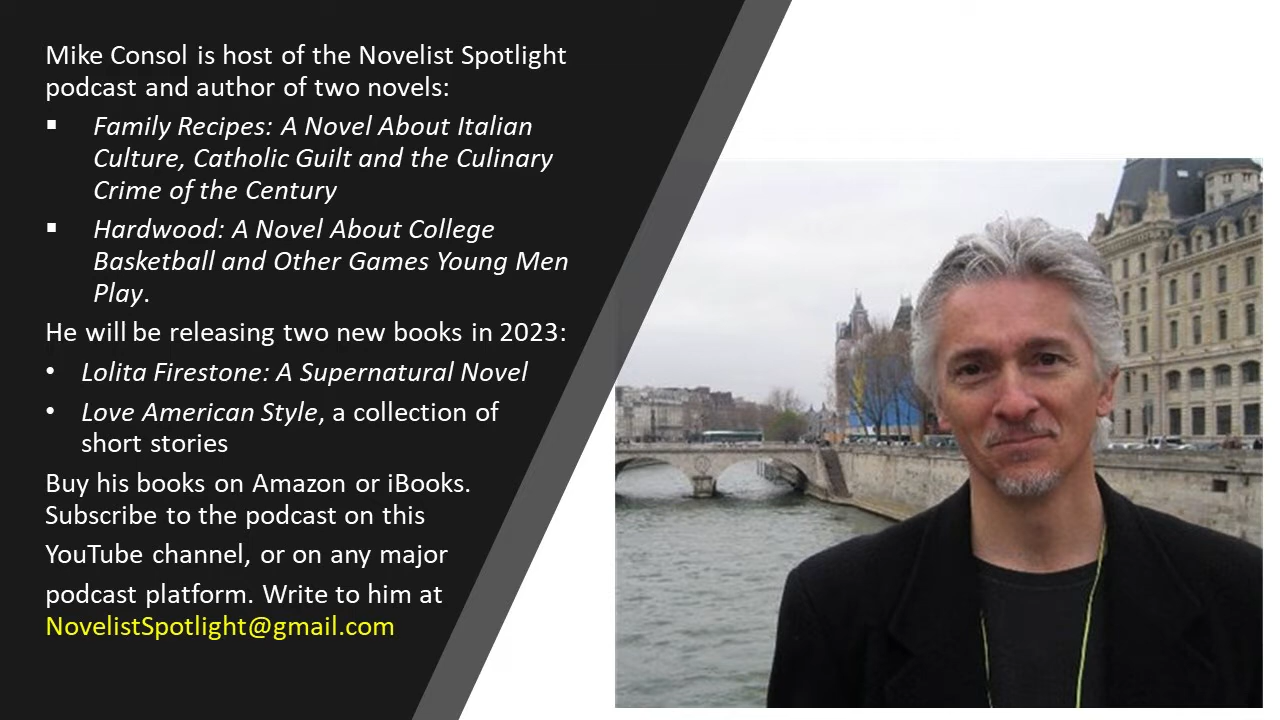 Mike Consol is host of the Novelist Spotlight
podcast and author of two novels:
▪ Family Recipes: A Novel About Italian
Culture, Catholic Guilt and the Culinary
Crime of the Century
▪ Hardwood: A Novel About College
Basketball and Other Games Young Men
Play.
He will be releasing two new books in 2023:
• Lolita Firestone: A Supernatural Novel
• Love American Style, a collection of
short stories
Buy his books on Amazon or iBooks.
Subscribe to the podcast on this
YouTube channel, or on any major
podcast platform. Write to him at
NovelistSpotlight@gmail.com